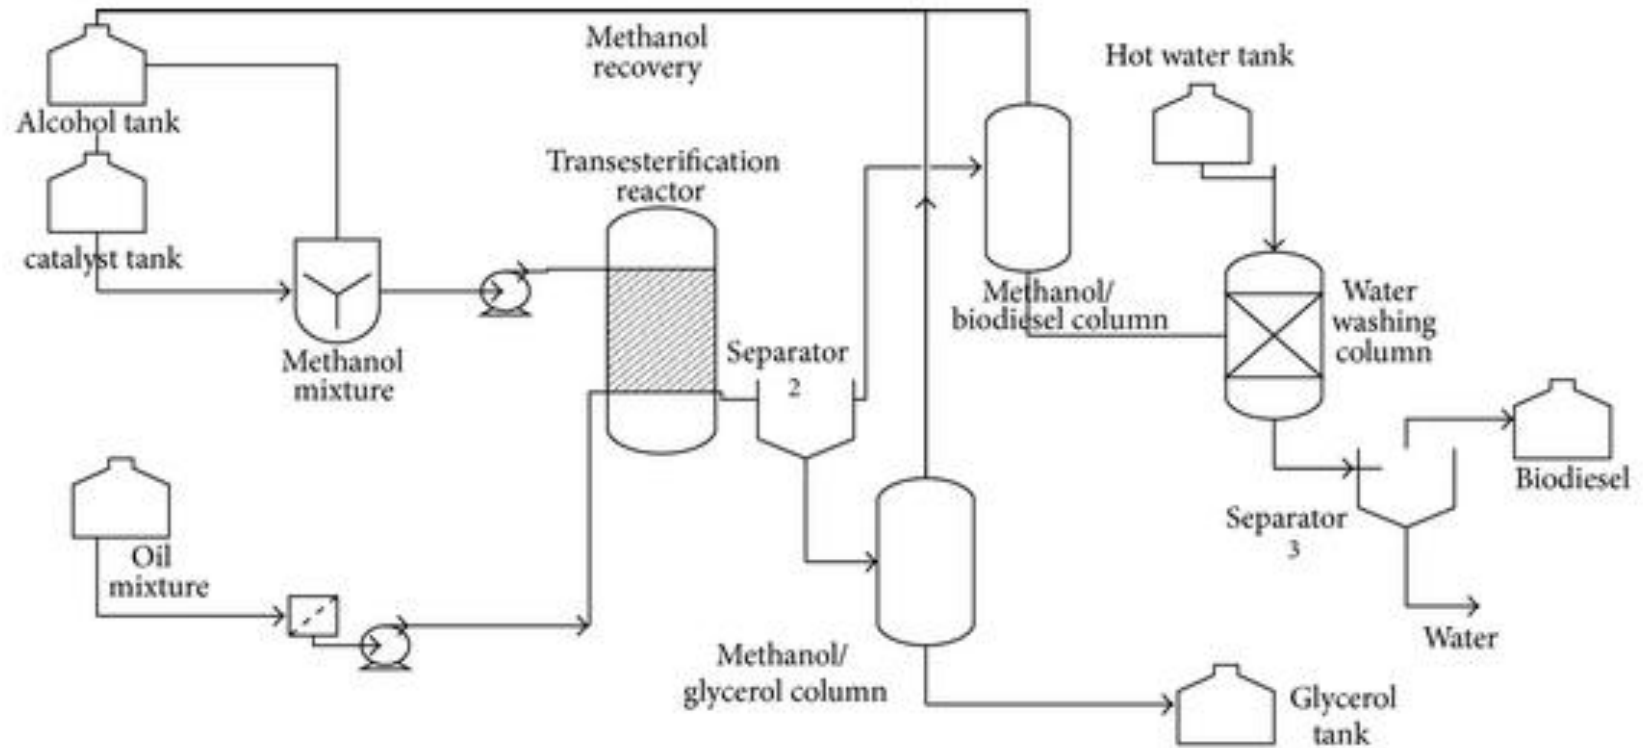 Methanol
recovery
Hot water tank
Alcohol tank
Transesterification
reactor
catalyst tank
Methanol/
biodiesel column
Water
washing
column
Methanol
mixture
Separator
2
Biodiesel
Separator
3
Oil
mixture
Water
Methanol/
glycerol column
Glycerol
tank